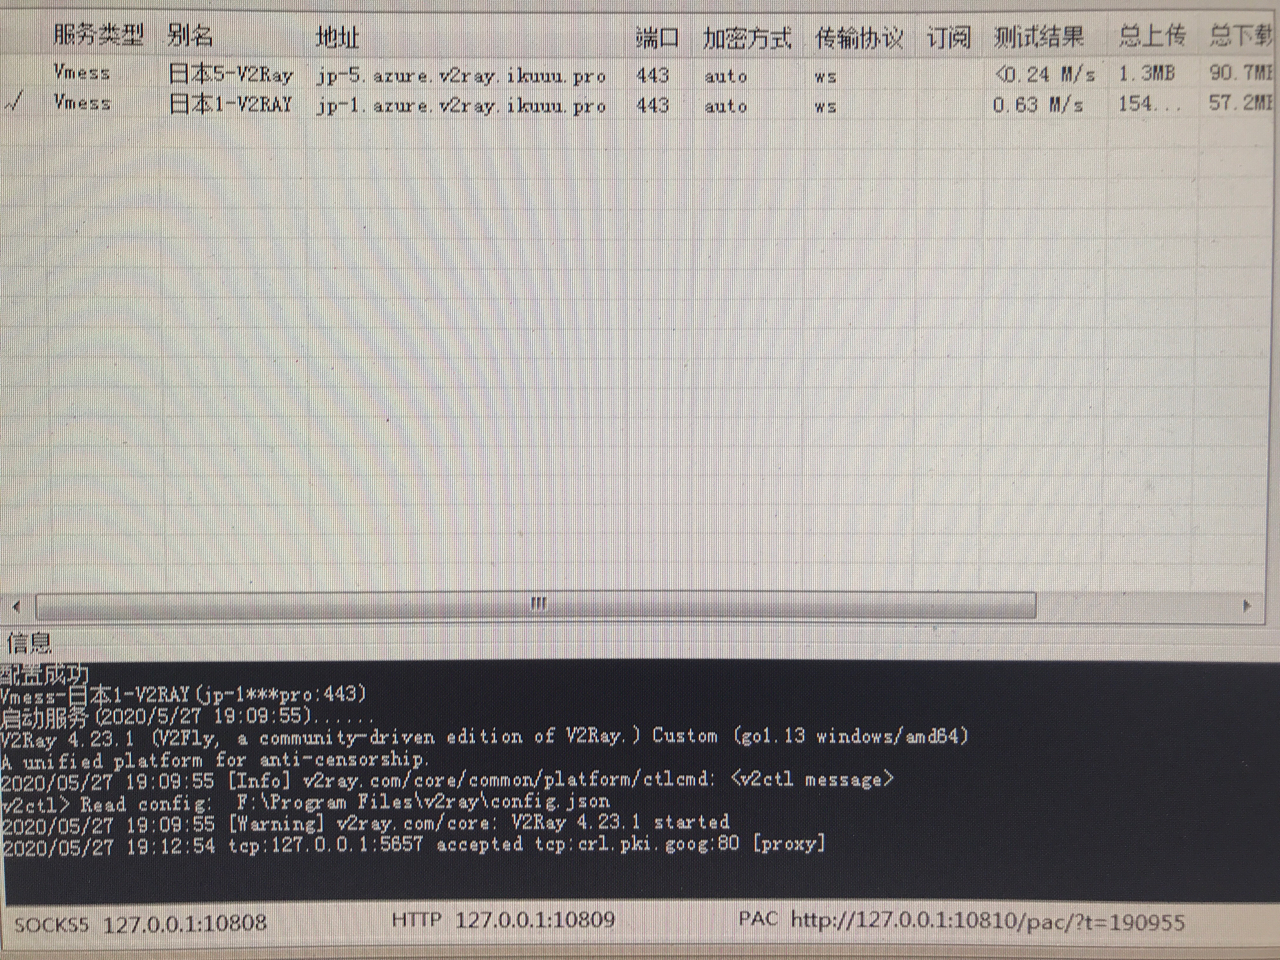 服务类型 别名 地址 端口 加密方式 传输协议 订阅 测试结果 总上传 总下载
Vmess 日本5-V2Ray jp-5.azure.v2ray.ikuuu.pro 443 auto ws <0.24 M/s 1.3MB 90.7MB
√ Vmess 日本1-V2RAY jp-1.azure.v2ray.ikuuu.pro 443 auto ws 0.63 M/s 154... 57.2MB
信息
配置成功
Vmess-日本1-V2RAY(jp-1***pro:443)
启动服务(2020/5/27 19:09:55)......
V2Ray 4.23.1 (V2Fly, a community-driven edition of V2Ray.) Custom (go1.13 windows/amd64)
A unified platform for anti-censorship.
2020/05/27 19:09:55 [Info] v2ray.com/core/common/platform/ctlcmd: <v2ctl message>
v2ctl> Read config: F:\Program Files\v2ray\config.json
2020/05/27 19:09:55 [Warning] v2ray.com/core: V2Ray 4.23.1 started
2020/05/27 19:12:54 tcp:127.0.0.1:5657 accepted tcp:crl.pki.goog:80 [proxy]
SOCKS5 127.0.0.1:10808 HTTP 127.0.0.1:10809 PAC http://127.0.0.1:10810/pac/?t=190955